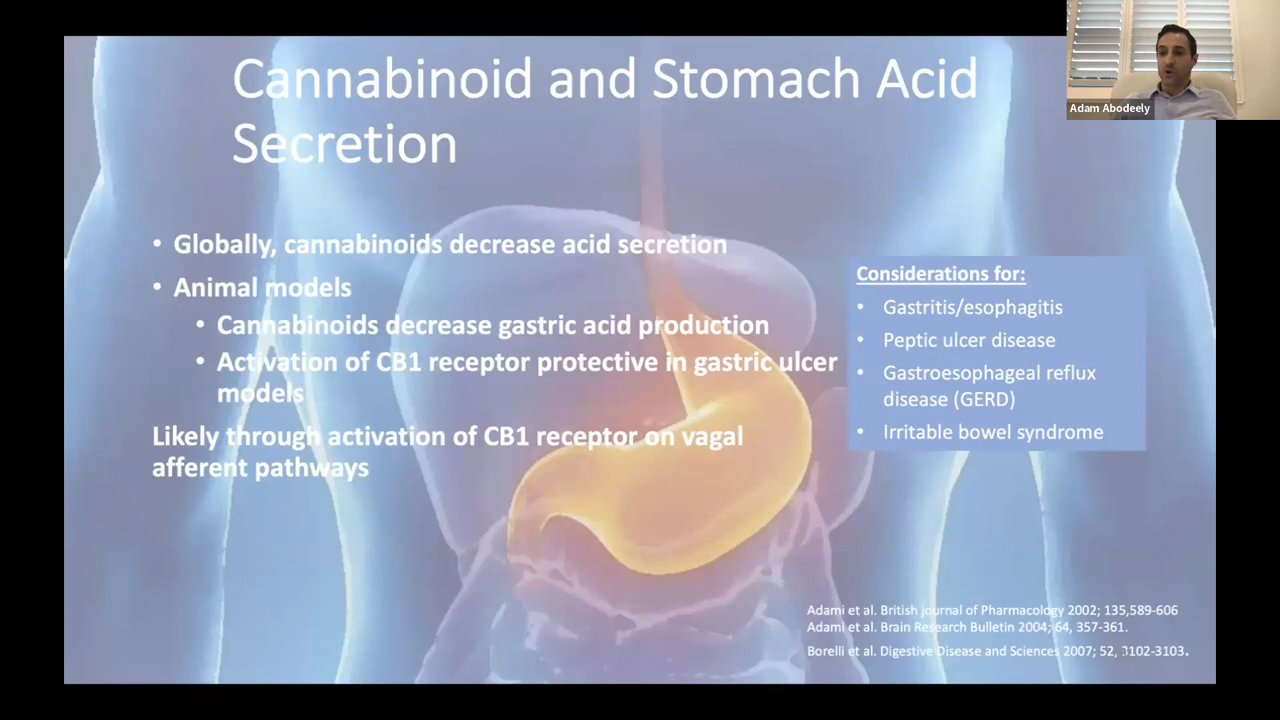 Cannabinoid and Stomach Acid
Secretion
Adam Abodeely
• Globally, cannabinoids decrease acid secretion
• Animal models
• Cannabinoids decrease gastric acid production
• Activation of CB1 receptor protective in gastric ulcer
models
Likely through activation of CB1 receptor on vagal
afferent pathways
Considerations for:
• Gastritis/esophagitis
• Peptic ulcer disease
• Gastroesophageal reflux
disease (GERD)
• Irritable bowel syndrome
Adami et al. British journal of Pharmacology 2002; 135,589-606
Adami et al. Brain Research Bulletin 2004; 64, 357-361.
Borelli et al. Digestive Disease and Sciences 2007; 52, 3102-3103.